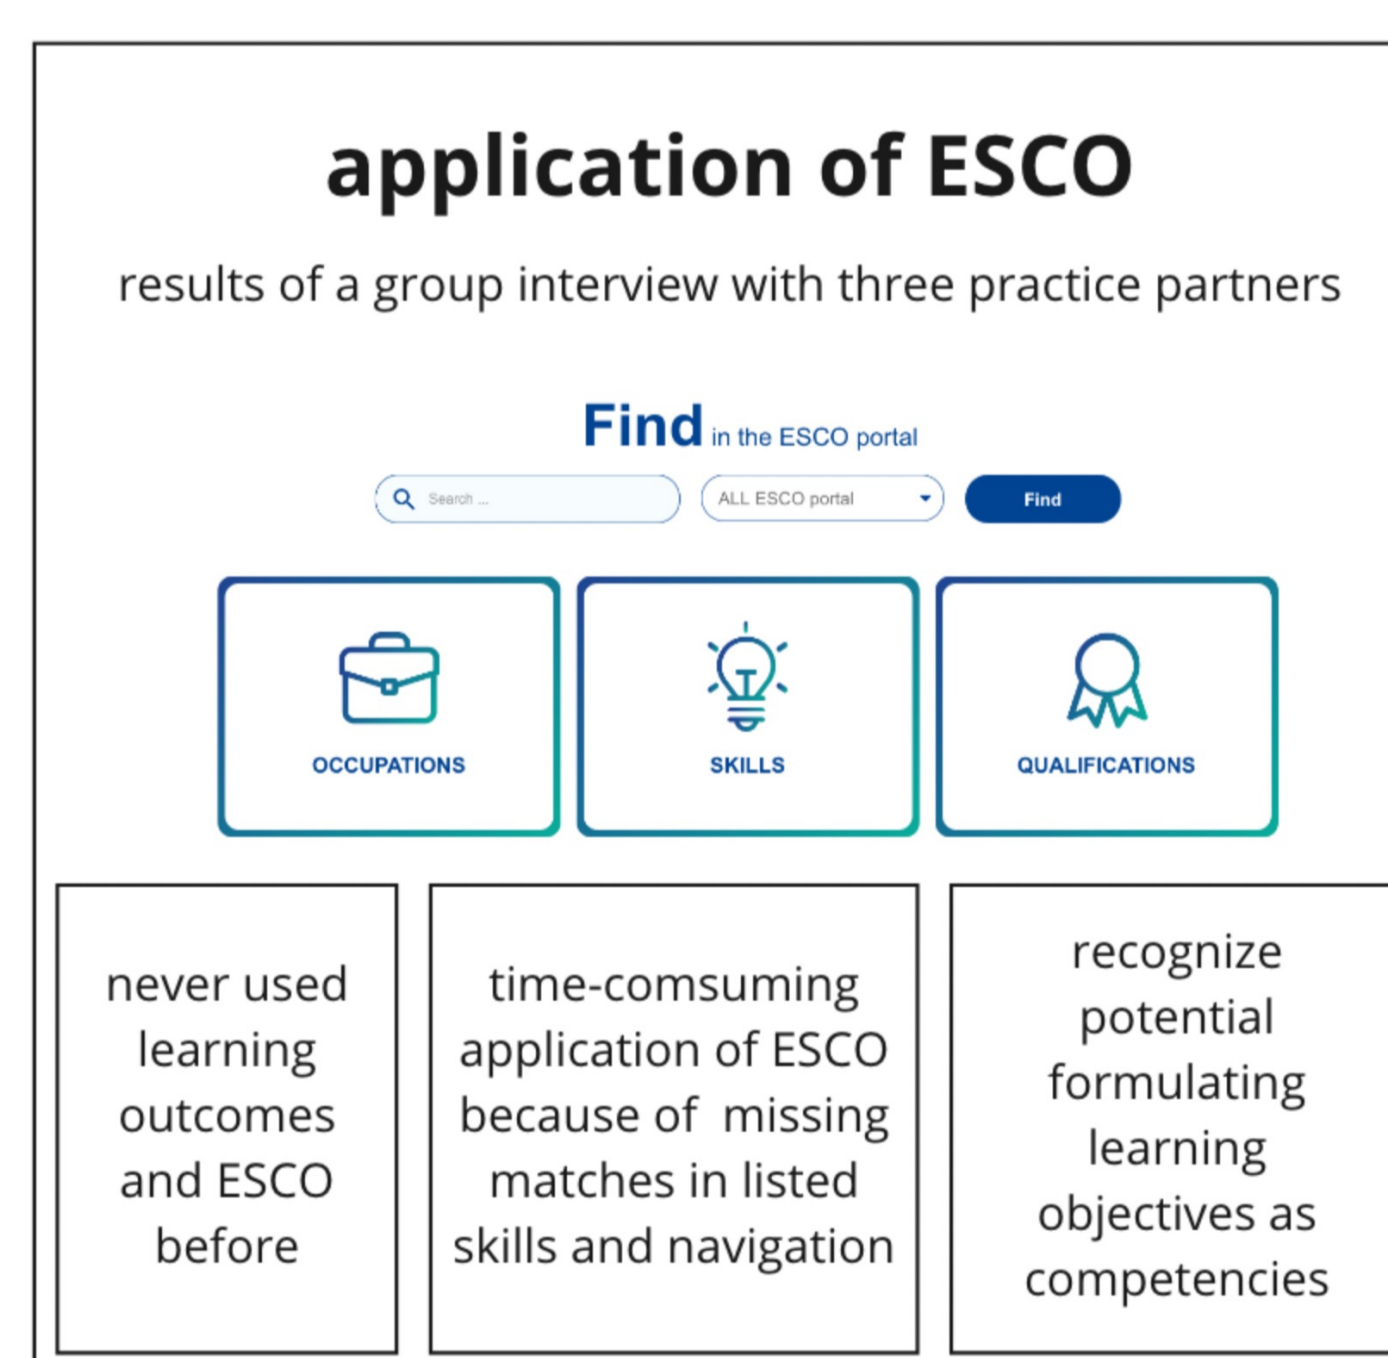 application of ESCO
results of a group interview with three practice partners
Find in the ESCO portal
Search ...
ALL ESCO portal
Find
OCCUPATIONS
SKILLS
QUALIFICATIONS
never used
learning
outcomes
and ESCO
before
time-comsuming
application of ESCO
because of  missing
matches in listed
skills and navigation
recognize
potential
formulating
learning
objectives as
competencies